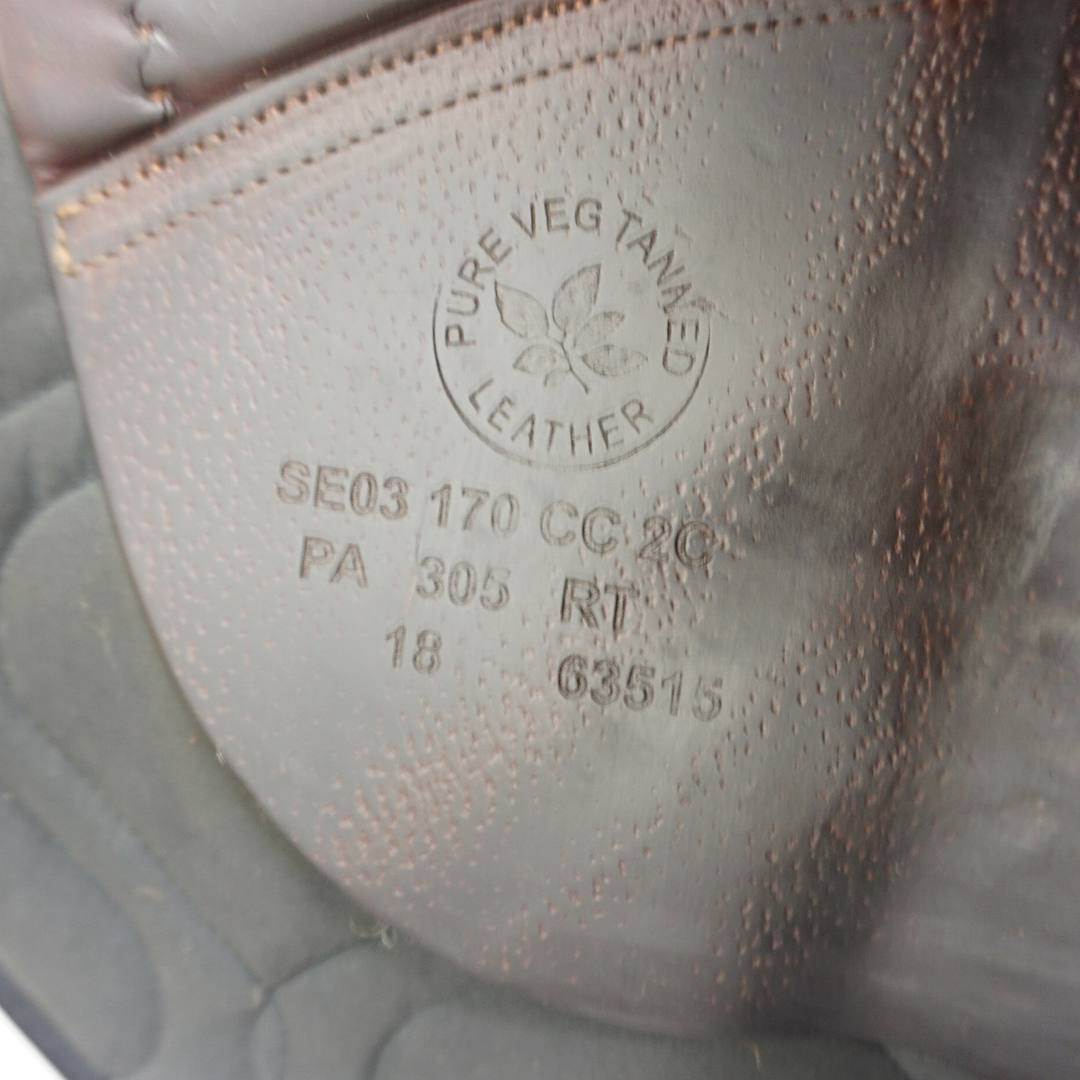 PURE VEG TANNED
LEATHER
SE03 170 CC 2C
PA 305 RT
18 63515